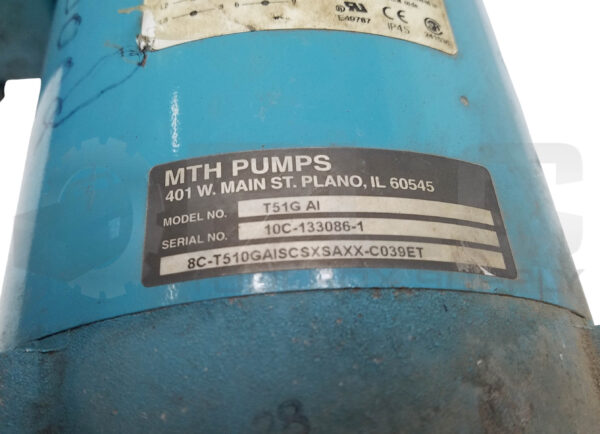 E49787 IP45
MTH PUMPS
401 W. MAIN ST. PLANO, IL 60545
MODEL NO. T51G AI
SERIAL NO. 10C-133086-1
8C-T510GAISCSXSAXX-C039ET